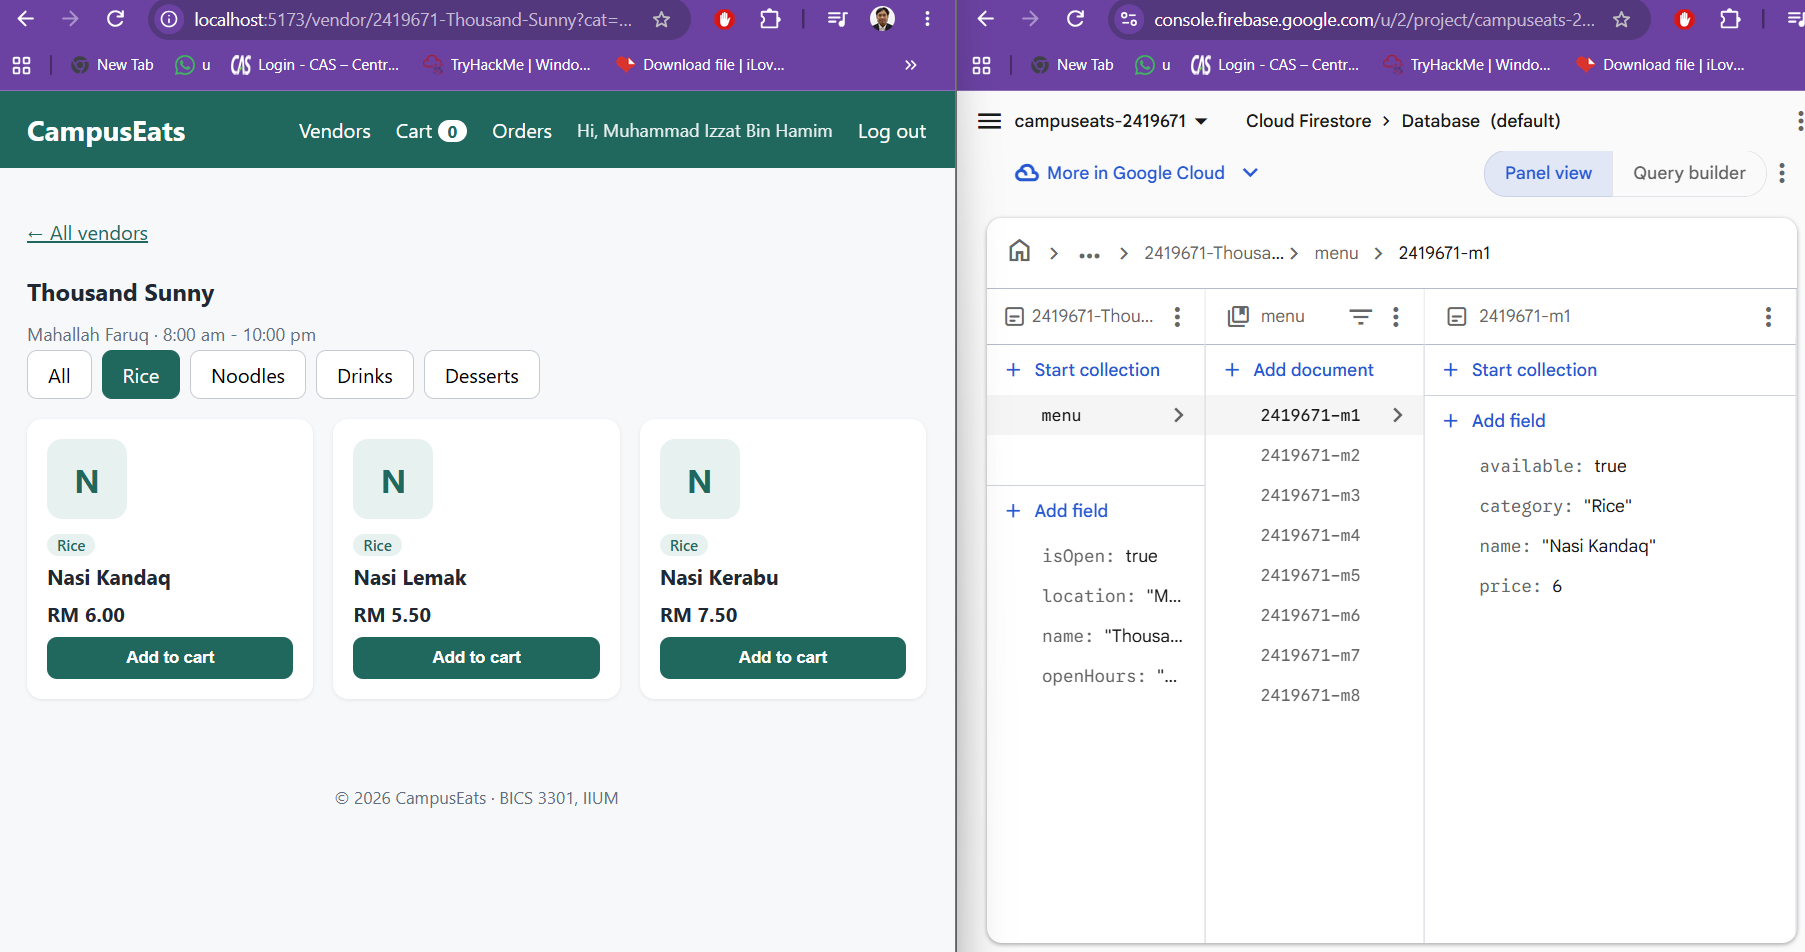 localhost:5173/vendor/2419671-Thousand-Sunny?cat=...
New Tab
u
CAS
Login - CAS – Centr...
TryHackMe | Windo...
Download file | iLov...
»
CampusEats
Vendors
Cart 0
Orders
Hi, Muhammad Izzat Bin Hamim
Log out
← All vendors
Thousand Sunny
Mahallah Faruq · 8:00 am - 10:00 pm
All
Rice
Noodles
Drinks
Desserts
N
Rice
Nasi Kandaq
RM 6.00
Add to cart
N
Rice
Nasi Lemak
RM 5.50
Add to cart
N
Rice
Nasi Kerabu
RM 7.50
Add to cart
© 2026 CampusEats · BICS 3301, IIUM
console.firebase.google.com/u/2/project/campuseats-2...
New Tab
u
CAS
Login - CAS – Centr...
TryHackMe | Windo...
Download file | iLov...
campuseats-2419671
Cloud Firestore > Database (default)
More in Google Cloud
Panel view
Query builder
> ... > 2419671-Thousa... > menu > 2419671-m1
2419671-Thou...
+ Start collection
menu
+ Add field
isOpen: true
location: "M...
name: "Thousa...
openHours: "...
menu
+ Add document
2419671-m1
2419671-m2
2419671-m3
2419671-m4
2419671-m5
2419671-m6
2419671-m7
2419671-m8
2419671-m1
+ Start collection
+ Add field
available: true
category: "Rice"
name: "Nasi Kandaq"
price: 6